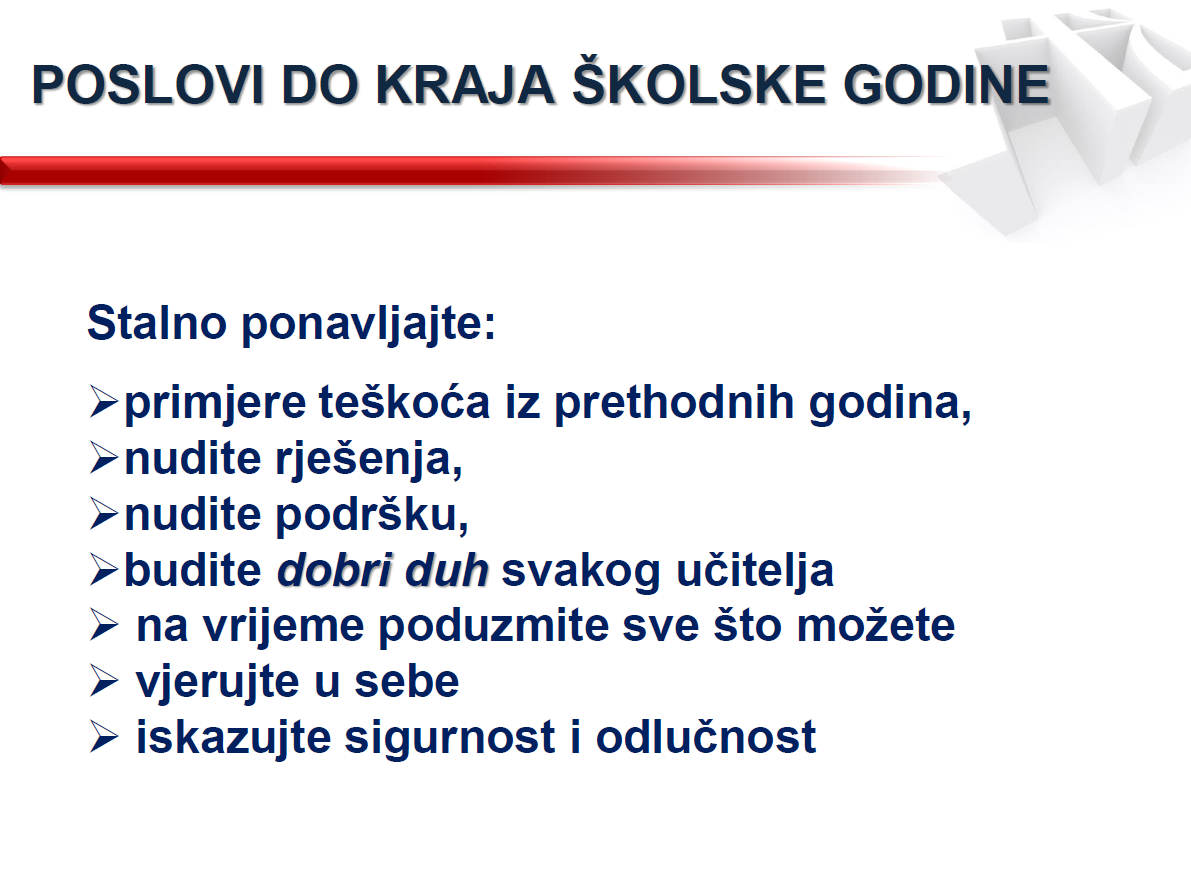 POSLOVI DO KRAJA ŠKOLSKE GODINE
Stalno ponavljajte:
➢primjere teškoća iz prethodnih godina,
➢nudite rješenja,
➢nudite podršku,
➢budite dobri duh svakog učitelja
➢ na vrijeme poduzmite sve što možete
➢ vjerujte u sebe
➢ iskazujte sigurnost i odlučnost